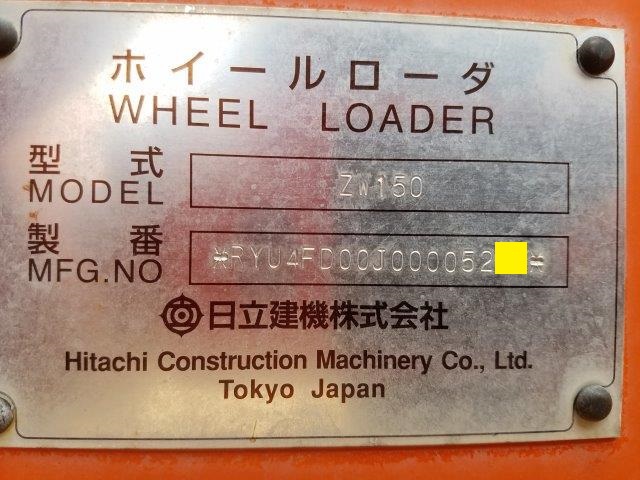 ホイールローダ
WHEEL LOADER
型式
MODEL ZW150
製番
MFG.NO *RYU4FD00J000052 *
日立建機株式会社
Hitachi Construction Machinery Co., Ltd.
Tokyo Japan